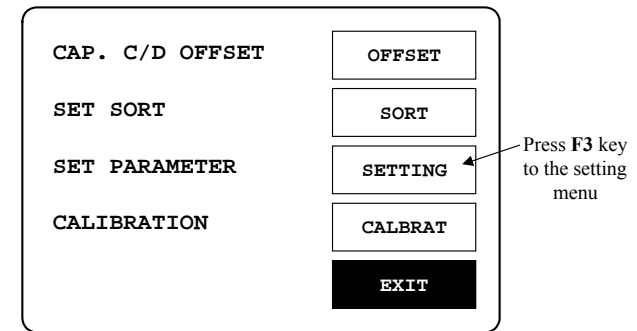 CAP. C/D OFFSET
OFFSET
SET SORT
SORT
SET PARAMETER
SETTING
CALIBRATION
CALBRAT
EXIT
Press F3 key
to the setting
menu